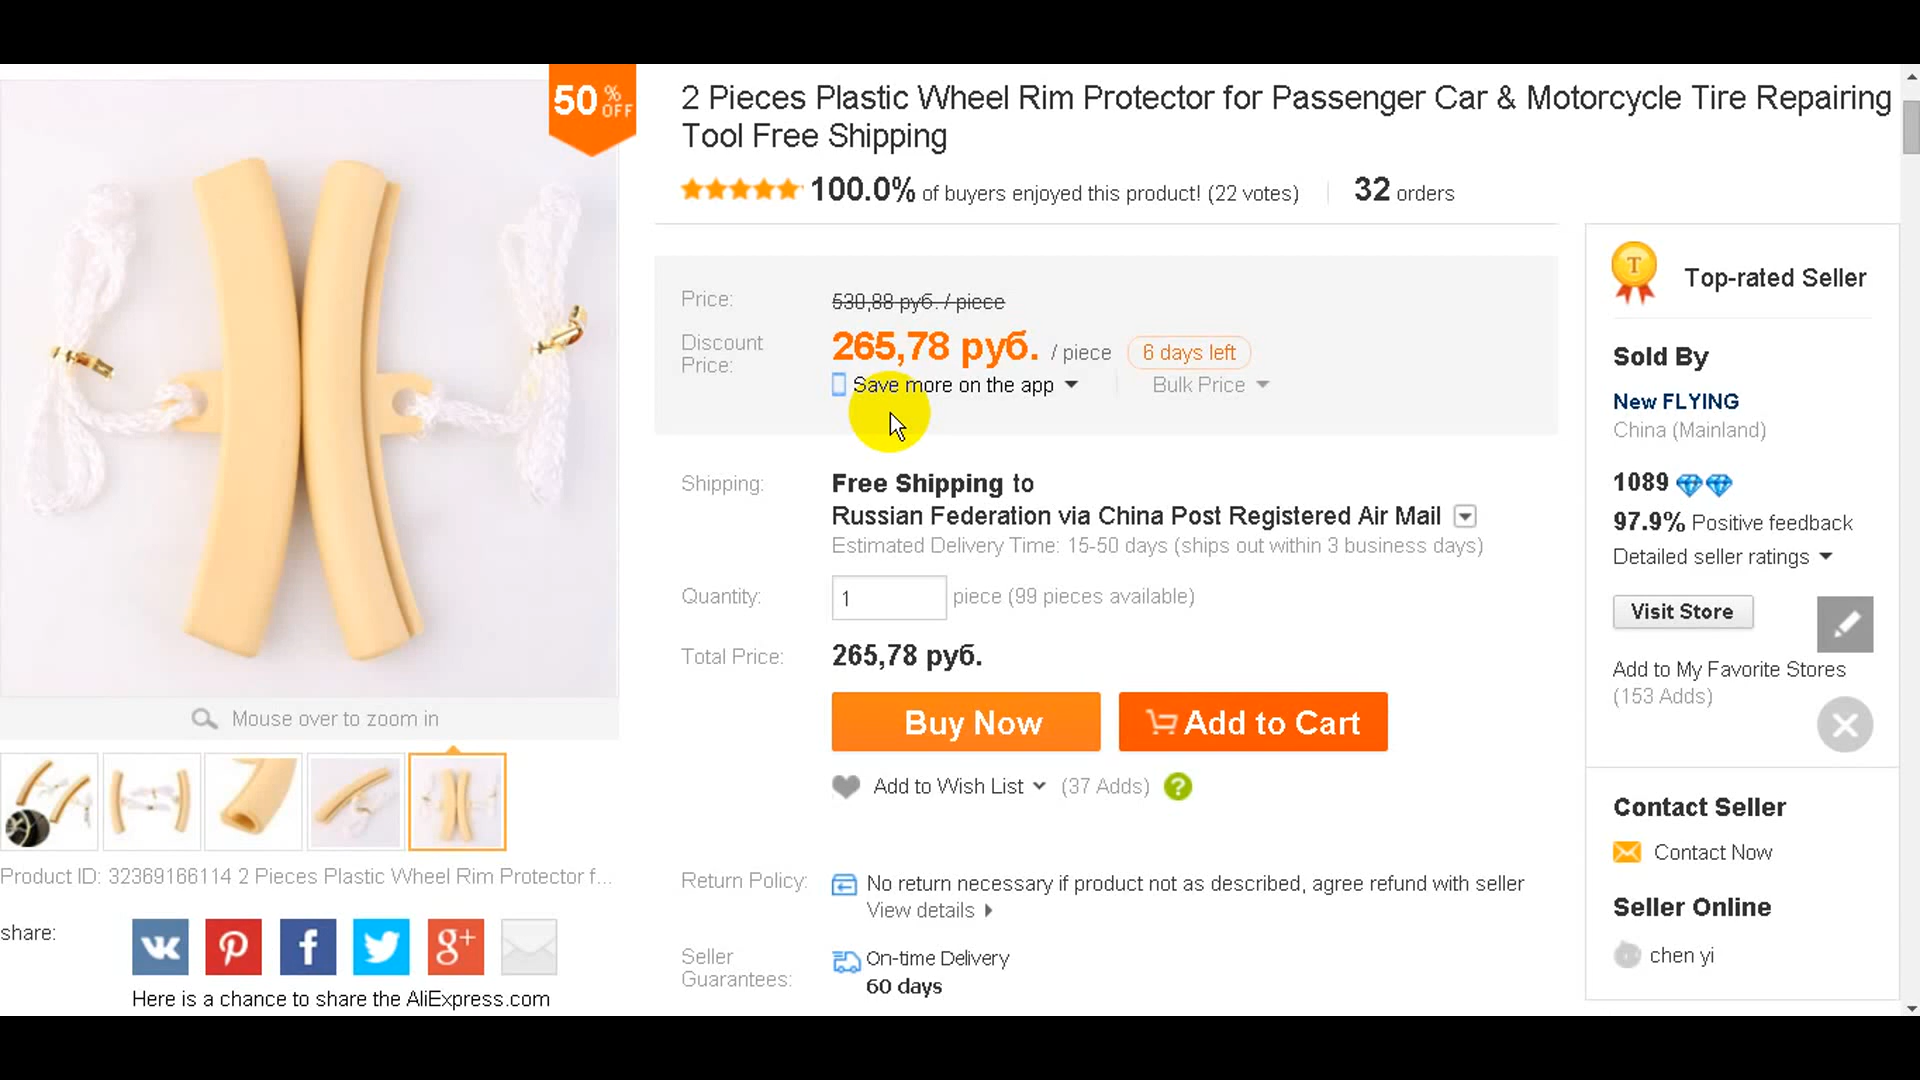 50 % OFF
2 Pieces Plastic Wheel Rim Protector for Passenger Car & Motorcycle Tire Repairing
Tool Free Shipping
100.0% of buyers enjoyed this product! (22 votes) 32 orders
Price: 530,88 руб. / piece
Discount Price: 265,78 руб. / piece 6 days left
Save more on the app Bulk Price
Shipping: Free Shipping to
Russian Federation via China Post Registered Air Mail
Estimated Delivery Time: 15-50 days (ships out within 3 business days)
Quantity: 1 piece (99 pieces available)
Total Price: 265,78 руб.
Buy Now Add to Cart
Add to Wish List (37 Adds) ?
Return Policy: No return necessary if product not as described, agree refund with seller
View details
Seller Guarantees: On-time Delivery
60 days
Mouse over to zoom in
Product ID: 32369166114 2 Pieces Plastic Wheel Rim Protector f...
share:
Here is a chance to share the AliExpress.com
T Top-rated Seller
Sold By
New FLYING
China (Mainland)
1089
97.9% Positive feedback
Detailed seller ratings
Visit Store
Add to My Favorite Stores
(153 Adds)
Contact Seller
Contact Now
Seller Online
chen yi